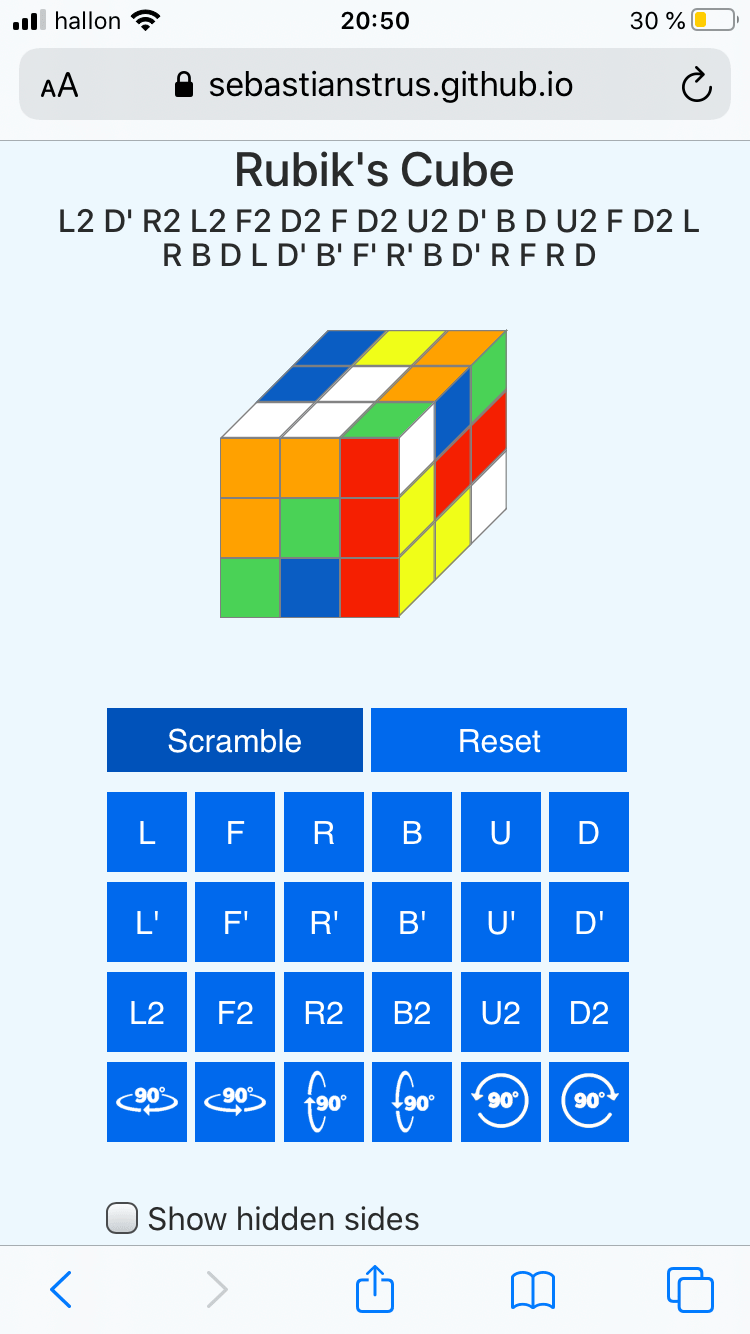 hallon 20:50 30 %
AA sebastianstrus.github.io
Rubik's Cube
L2 D' R2 L2 F2 D2 F D2 U2 D' B D U2 F D2 L
R B D L D' B' F' R' B D' R F R D
Scramble Reset
L F R B U D
L' F' R' B' U' D'
L2 F2 R2 B2 U2 D2
90° 90° 90° 90° 90° 90°
Show hidden sides